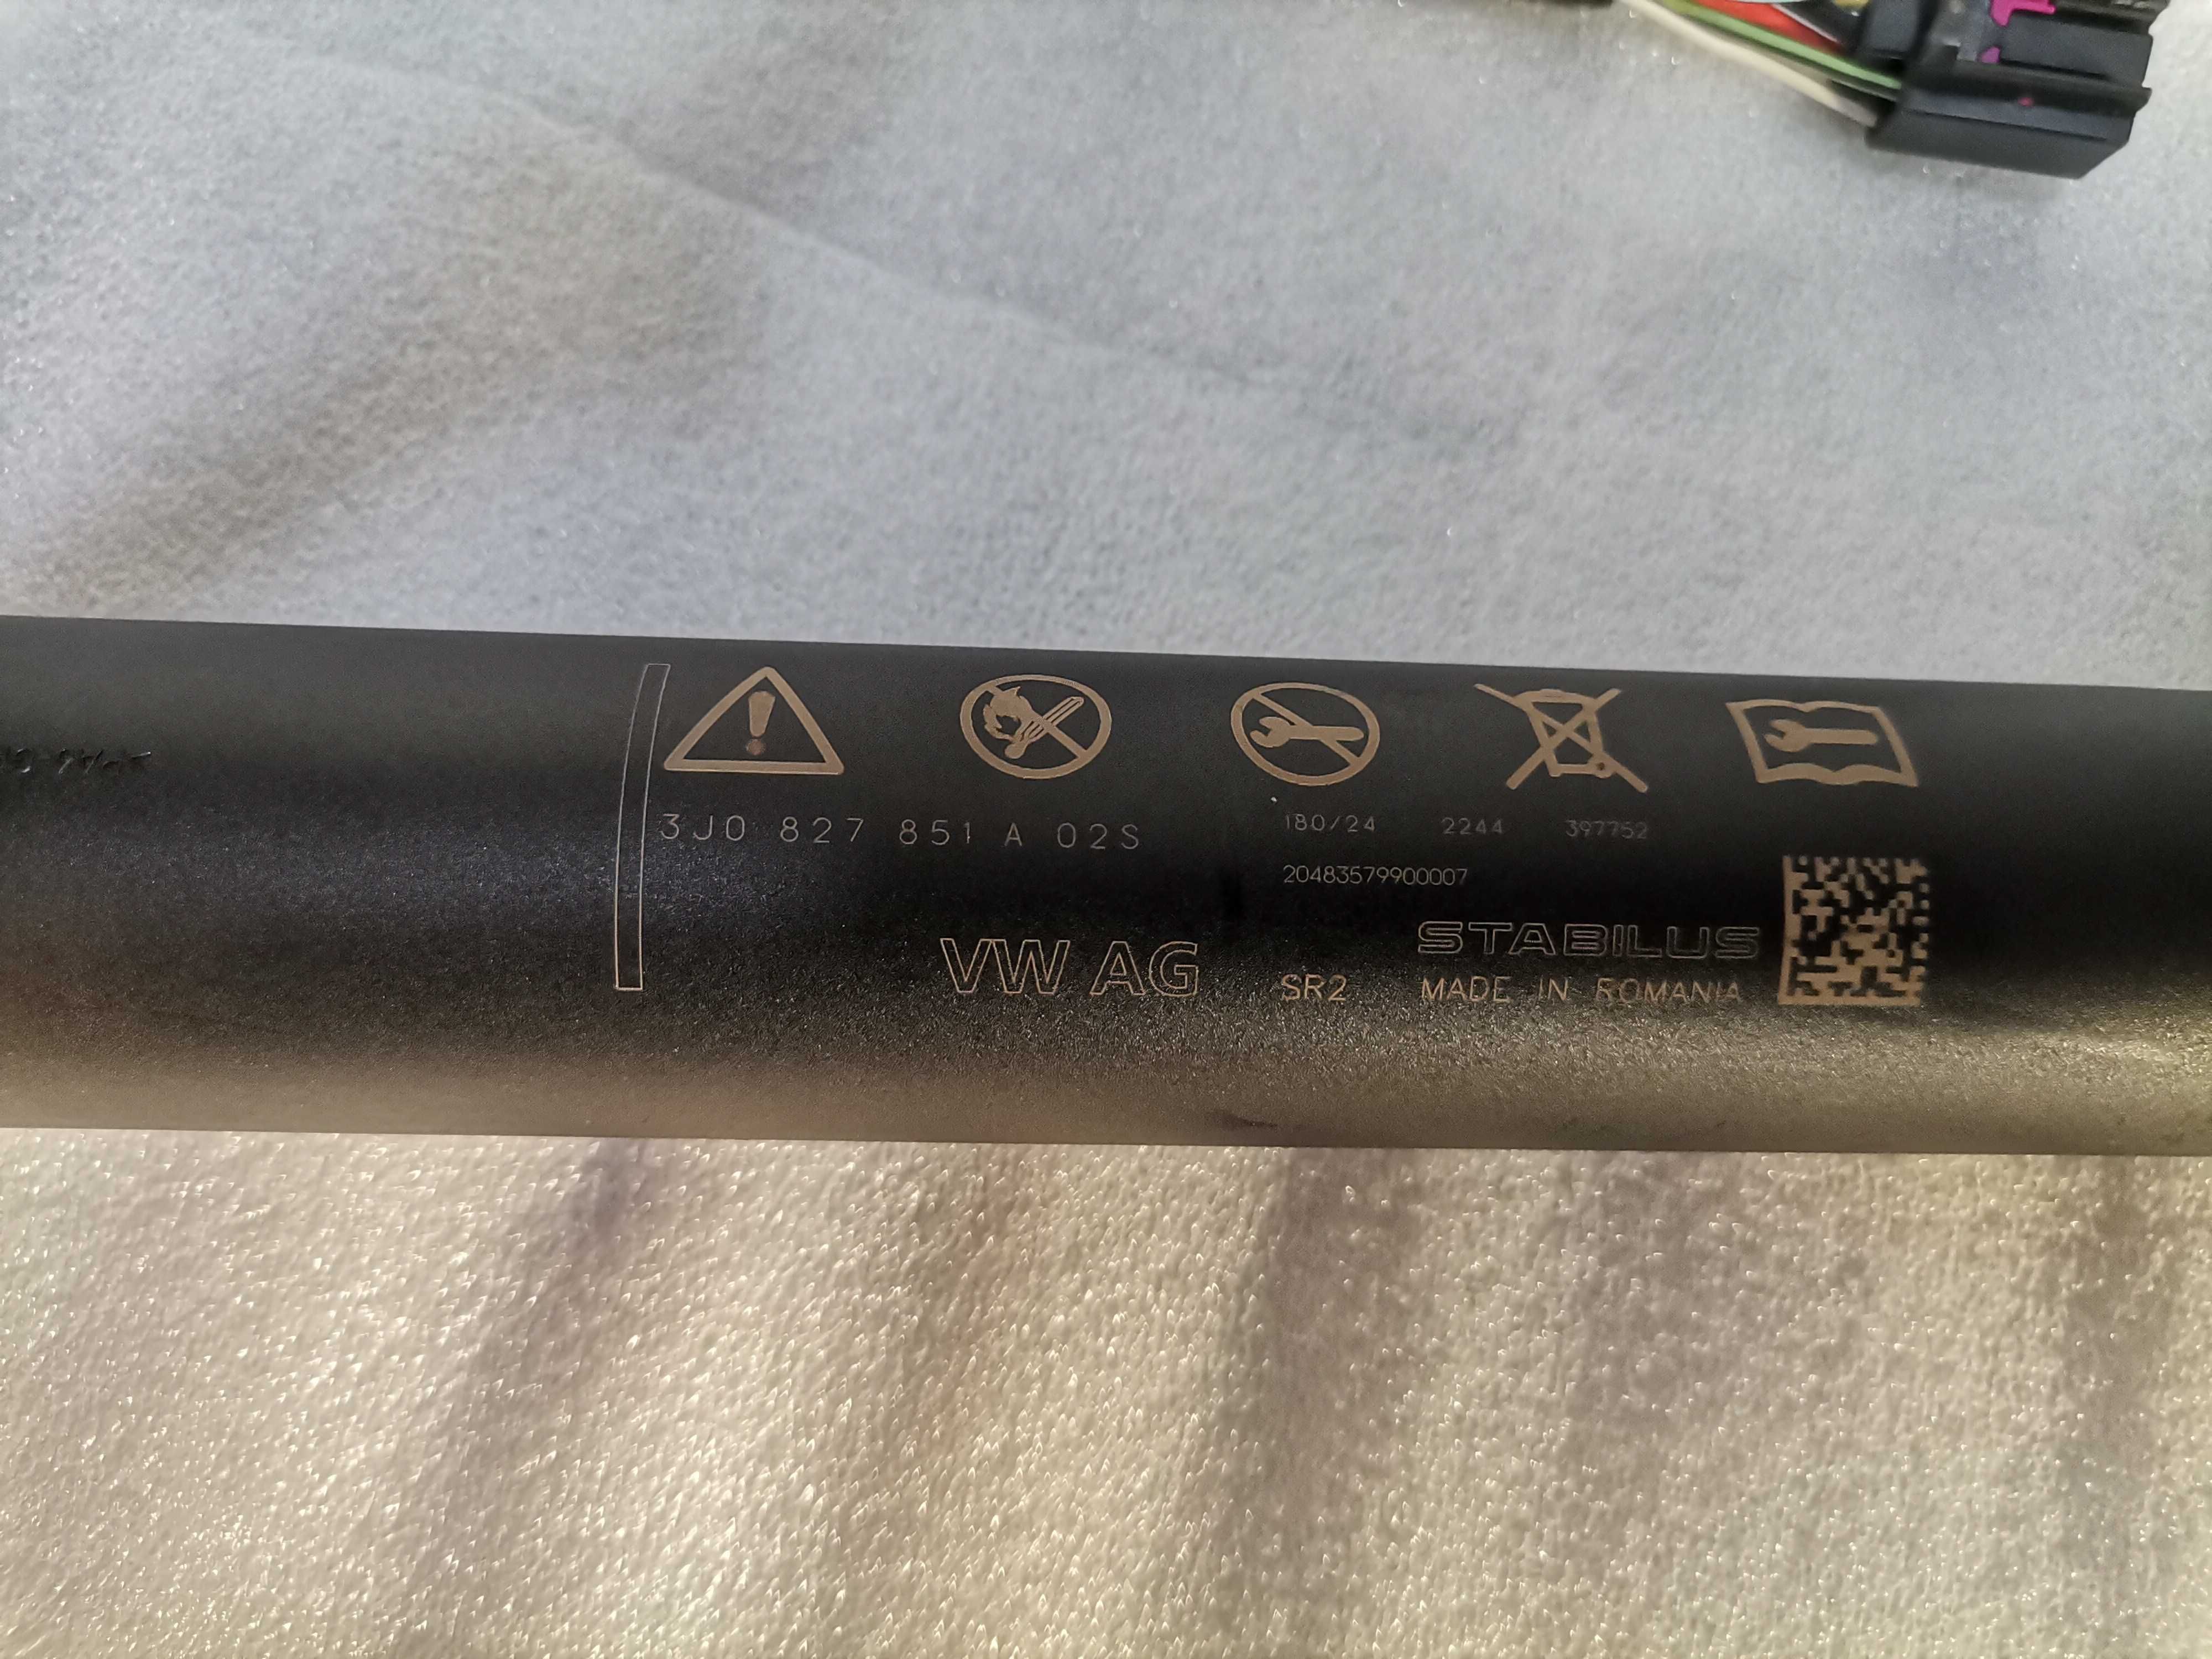 3J0 827 851 A 02S
180/24 2244 397752
20483579900007
VW AG
SR2
STABILUS
MADE IN ROMANIA